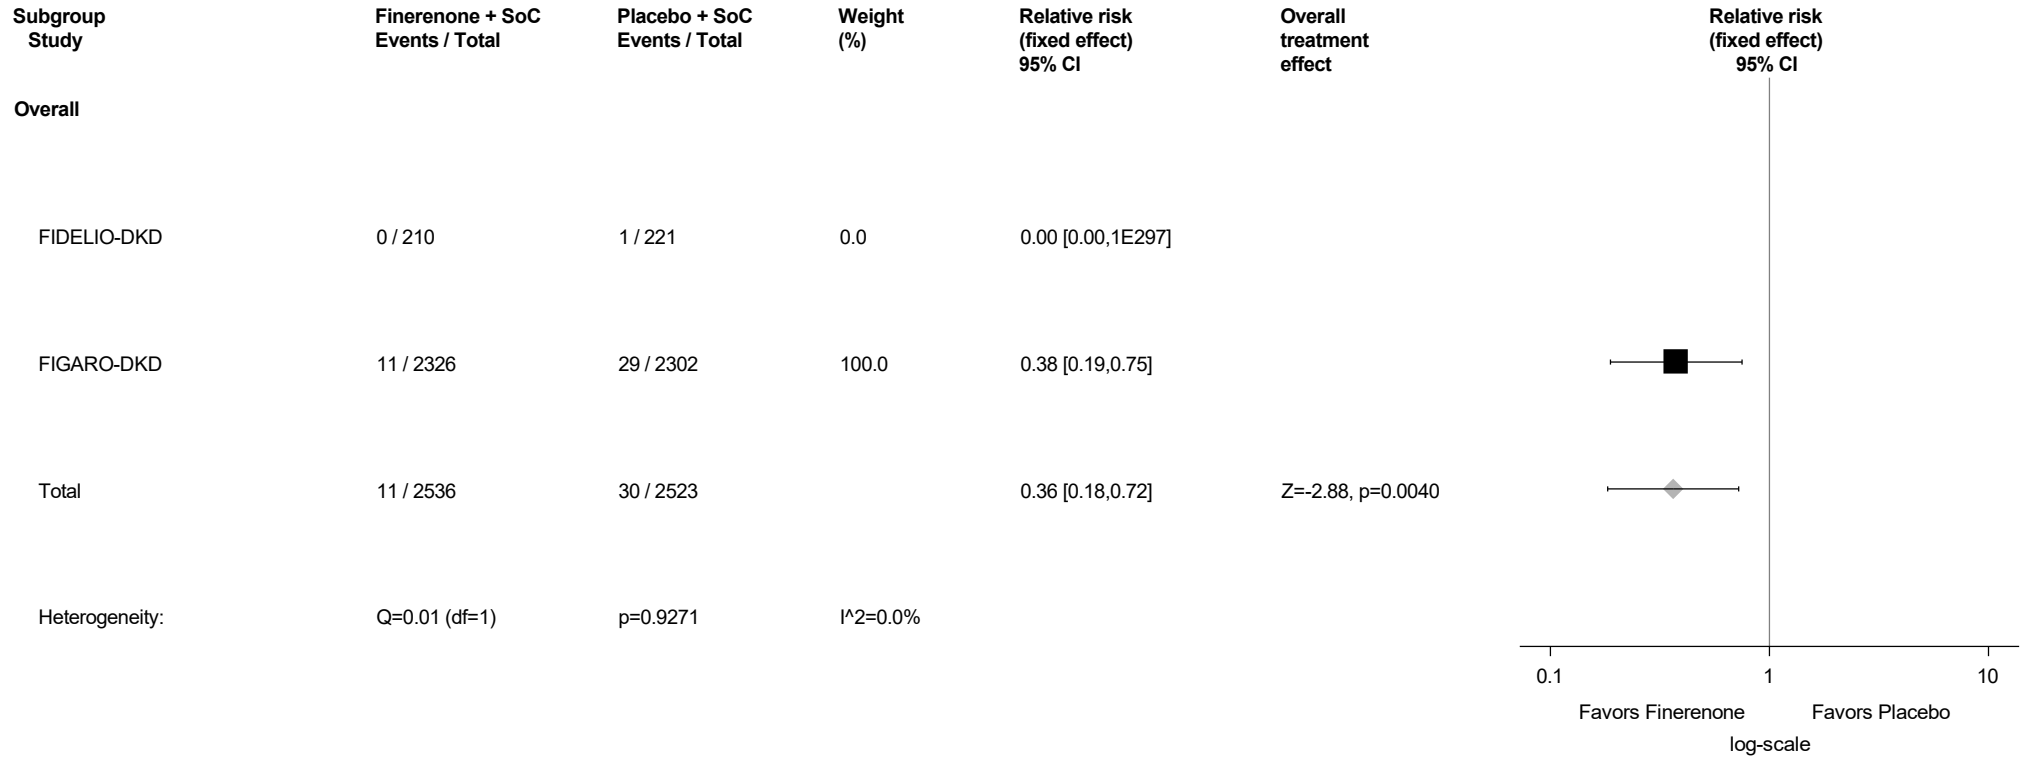 Subgroup Finerenone + SoC Placebo + SoC Weight Relative risk Overall Relative risk
Study Events / Total Events / Total (%) (fixed effect) treatment (fixed effect)
95% CI effect 95% CI
Overall
FIDELIO-DKD 0 / 210 1 / 221 0.0 0.00 [0.00,1E297]
FIGARO-DKD 11 / 2326 29 / 2302 100.0 0.38 [0.19,0.75]
Total 11 / 2536 30 / 2523 0.36 [0.18,0.72] Z=-2.88, p=0.0040
Heterogeneity: Q=0.01 (df=1) p=0.9271 I^2=0.0%
0.1 1 10
Favors Finerenone Favors Placebo
log-scale